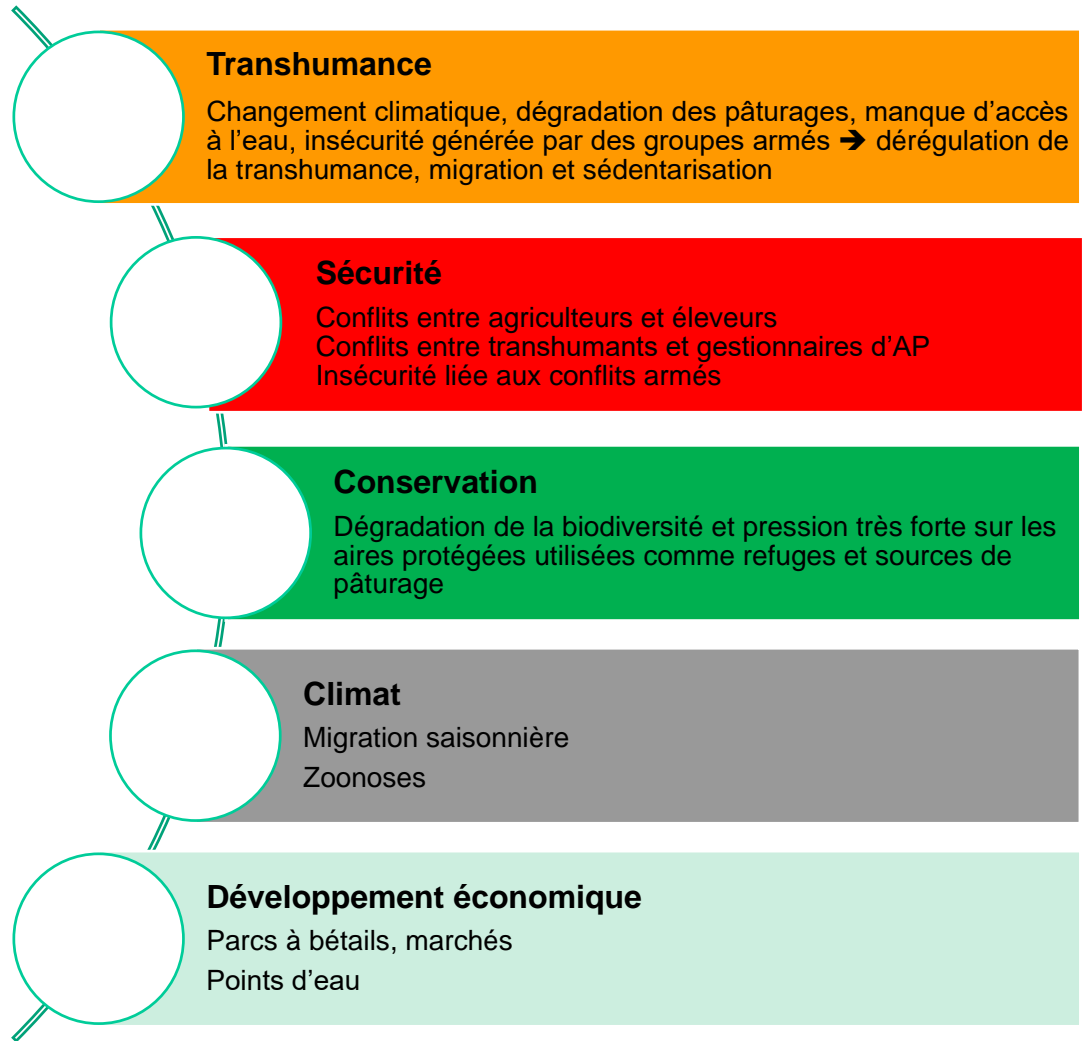 Transhumance
Changement climatique, dégradation des pâturages, manque d’accès
à l’eau, insécurité générée par des groupes armés ➔ dérégulation de
la transhumance, migration et sédentarisation
Sécurité
Conflits entre agriculteurs et éleveurs
Conflits entre transhumants et gestionnaires d’AP
Insécurité liée aux conflits armés
Conservation
Dégradation de la biodiversité et pression très forte sur les
aires protégées utilisées comme refuges et sources de
pâturage
Climat
Migration saisonnière
Zoonoses
Développement économique
Parcs à bétails, marchés
Points d’eau